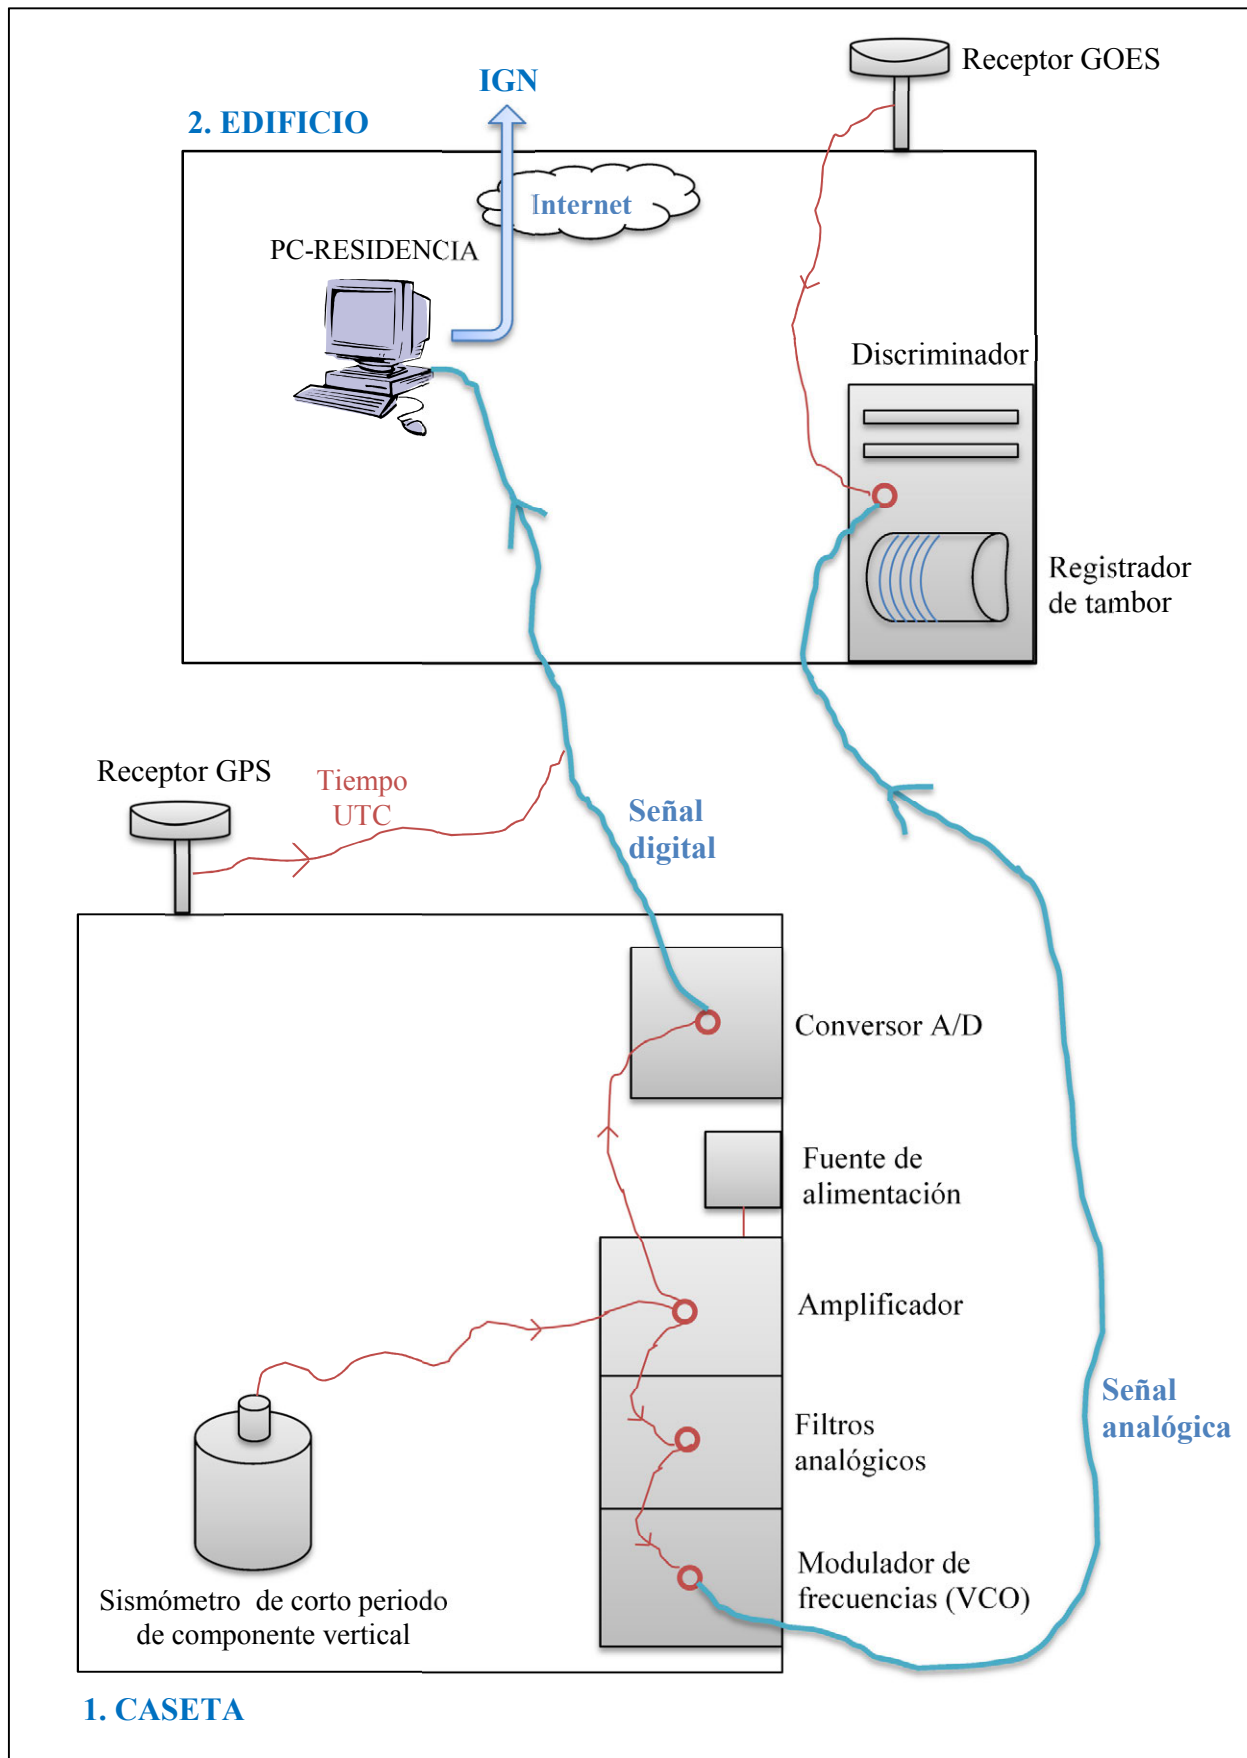 Receptor GOES
IGN
2. EDIFICIO
Internet
PC-RESIDENCIA
Discriminador
Registrador
de tambor
Receptor GPS
Tiempo
UTC
Señal
digital
Conversor A/D
Fuente de
alimentación
Amplificador
Señal
analógica
Filtros
analógicos
Modulador de
frecuencias (VCO)
Sismómetro de corto periodo
de componente vertical
1. CASETA